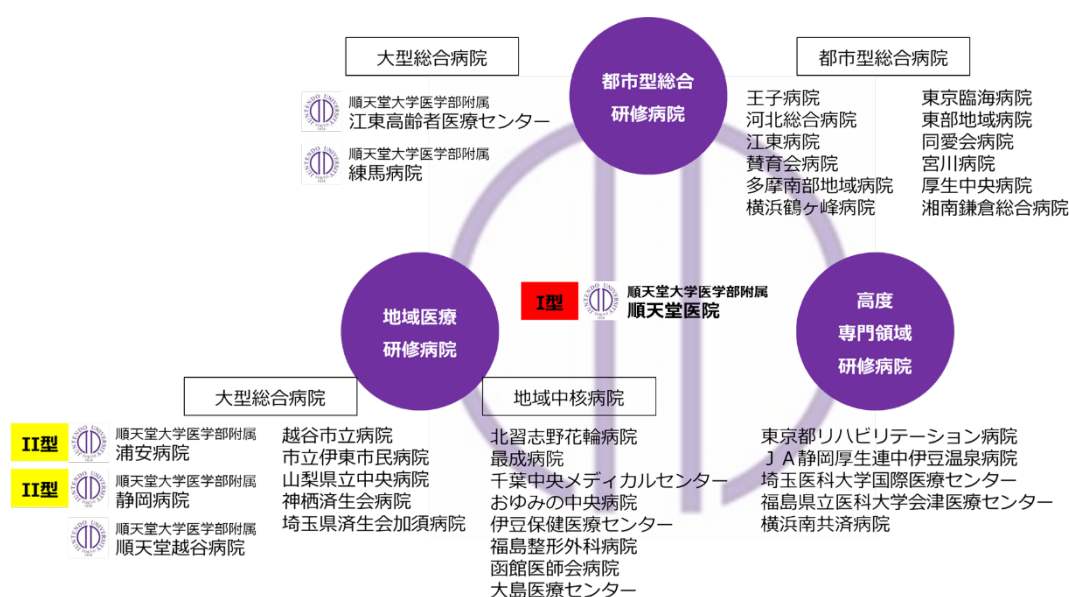 大型総合病院
都市型総合
研修病院
都市型総合病院
順天堂大学医学部附属
江東高齢者医療センター
順天堂大学医学部附属
練馬病院
王子病院
河北総合病院
江東病院
賛育会病院
多摩南部地域病院
横浜鶴ヶ峰病院
東京臨海病院
東部地域病院
同愛会病院
宮川病院
厚生中央病院
湘南鎌倉総合病院
地域医療
研修病院
I型
順天堂大学医学部附属
順天堂医院
高度
専門領域
研修病院
大型総合病院
II型
順天堂大学医学部附属
浦安病院
II型
順天堂大学医学部附属
静岡病院
順天堂大学医学部附属
順天堂越谷病院
越谷市立病院
市立伊東市民病院
山梨県立中央病院
神栖済生会病院
埼玉県済生会加須病院
地域中核病院
北習志野花輪病院
最成病院
千葉中央メディカルセンター
おゆみの中央病院
伊豆保健医療センター
福島整形外科病院
函館医師会病院
大島医療センター
東京都リハビリテーション病院
ＪＡ静岡厚生連中伊豆温泉病院
埼玉医科大学国際医療センター
福島県立医科大学会津医療センター
横浜南共済病院